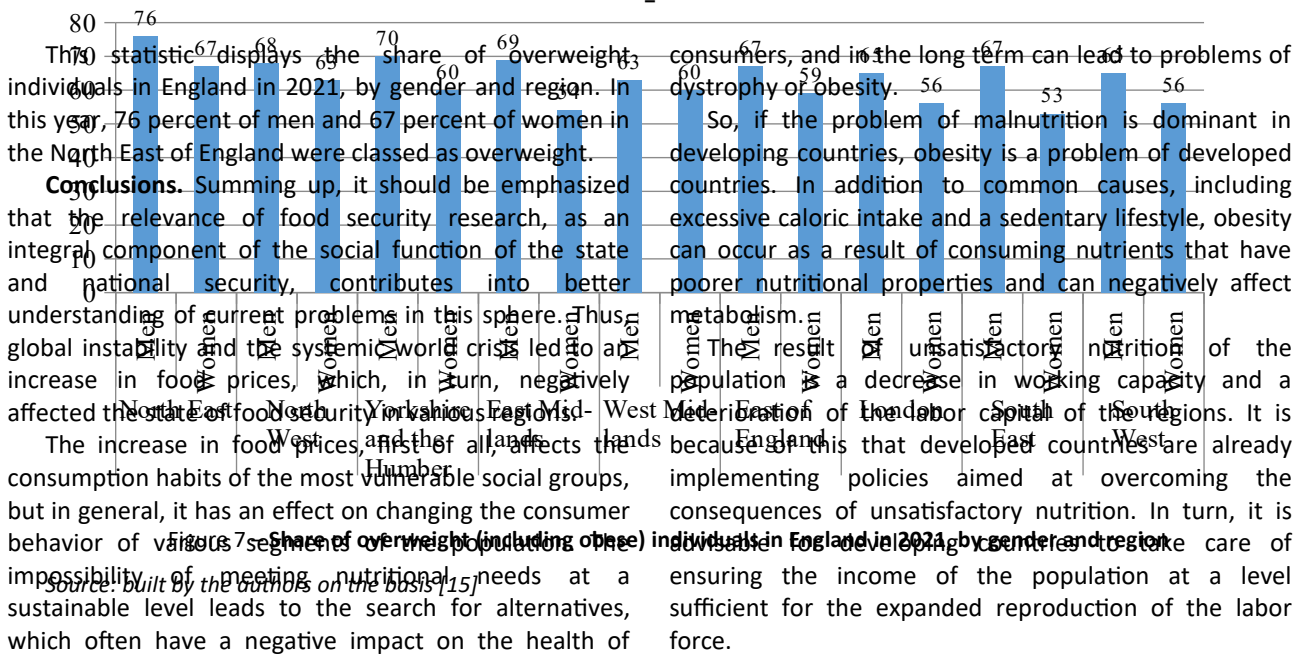 80
70
60
50
40
30
20
10
0
76 67 68 63 70 60 69 54 63 60 67 59 65 56 67 53 65 56
Men Women Men Women Men Women Men Women Men Women Men Women Men Women Men Women Men Women
North East
North
West
Yorkshire
and the
Humber
East Mid-
lands
West Mid-
lands
East of
England
London
South
East
South
West
Figure 7 – Share of overweight (including obese) individuals in England in 2021, by gender and region
Source: built by the authors on the basis [15]
This statistic displays the share of overweight
individuals in England in 2021, by gender and region. In
this year, 76 percent of men and 67 percent of women in
the North East of England were classed as overweight.
Conclusions. Summing up, it should be emphasized
that the relevance of food security research, as an
integral component of the social function of the state
and national security, contributes into better
understanding of current problems in this sphere. Thus,
global instability and the systemic world crisis led to an
increase in food prices, which, in turn, negatively
affected the state of food security in various regions.
The increase in food prices, first of all, affects the
consumption habits of the most vulnerable social groups,
but in general, it has an effect on changing the consumer
behavior of various segments of the population. The
impossibility of meeting nutritional needs at a
sustainable level leads to the search for alternatives,
which often have a negative impact on the health of
consumers, and in the long term can lead to problems of
dystrophy or obesity.
So, if the problem of malnutrition is dominant in
developing countries, obesity is a problem of developed
countries. In addition to common causes, including
excessive caloric intake and a sedentary lifestyle, obesity
can occur as a result of consuming nutrients that have
poorer nutritional properties and can negatively affect
metabolism.
The result of unsatisfactory nutrition of the
population is a decrease in working capacity and a
deterioration of the labor capital of the regions. It is
because of this that developed countries are already
implementing policies aimed at overcoming the
consequences of unsatisfactory nutrition. In turn, it is
advisable for developing countries to take care of
ensuring the income of the population at a level
sufficient for the expanded reproduction of the labor
force.